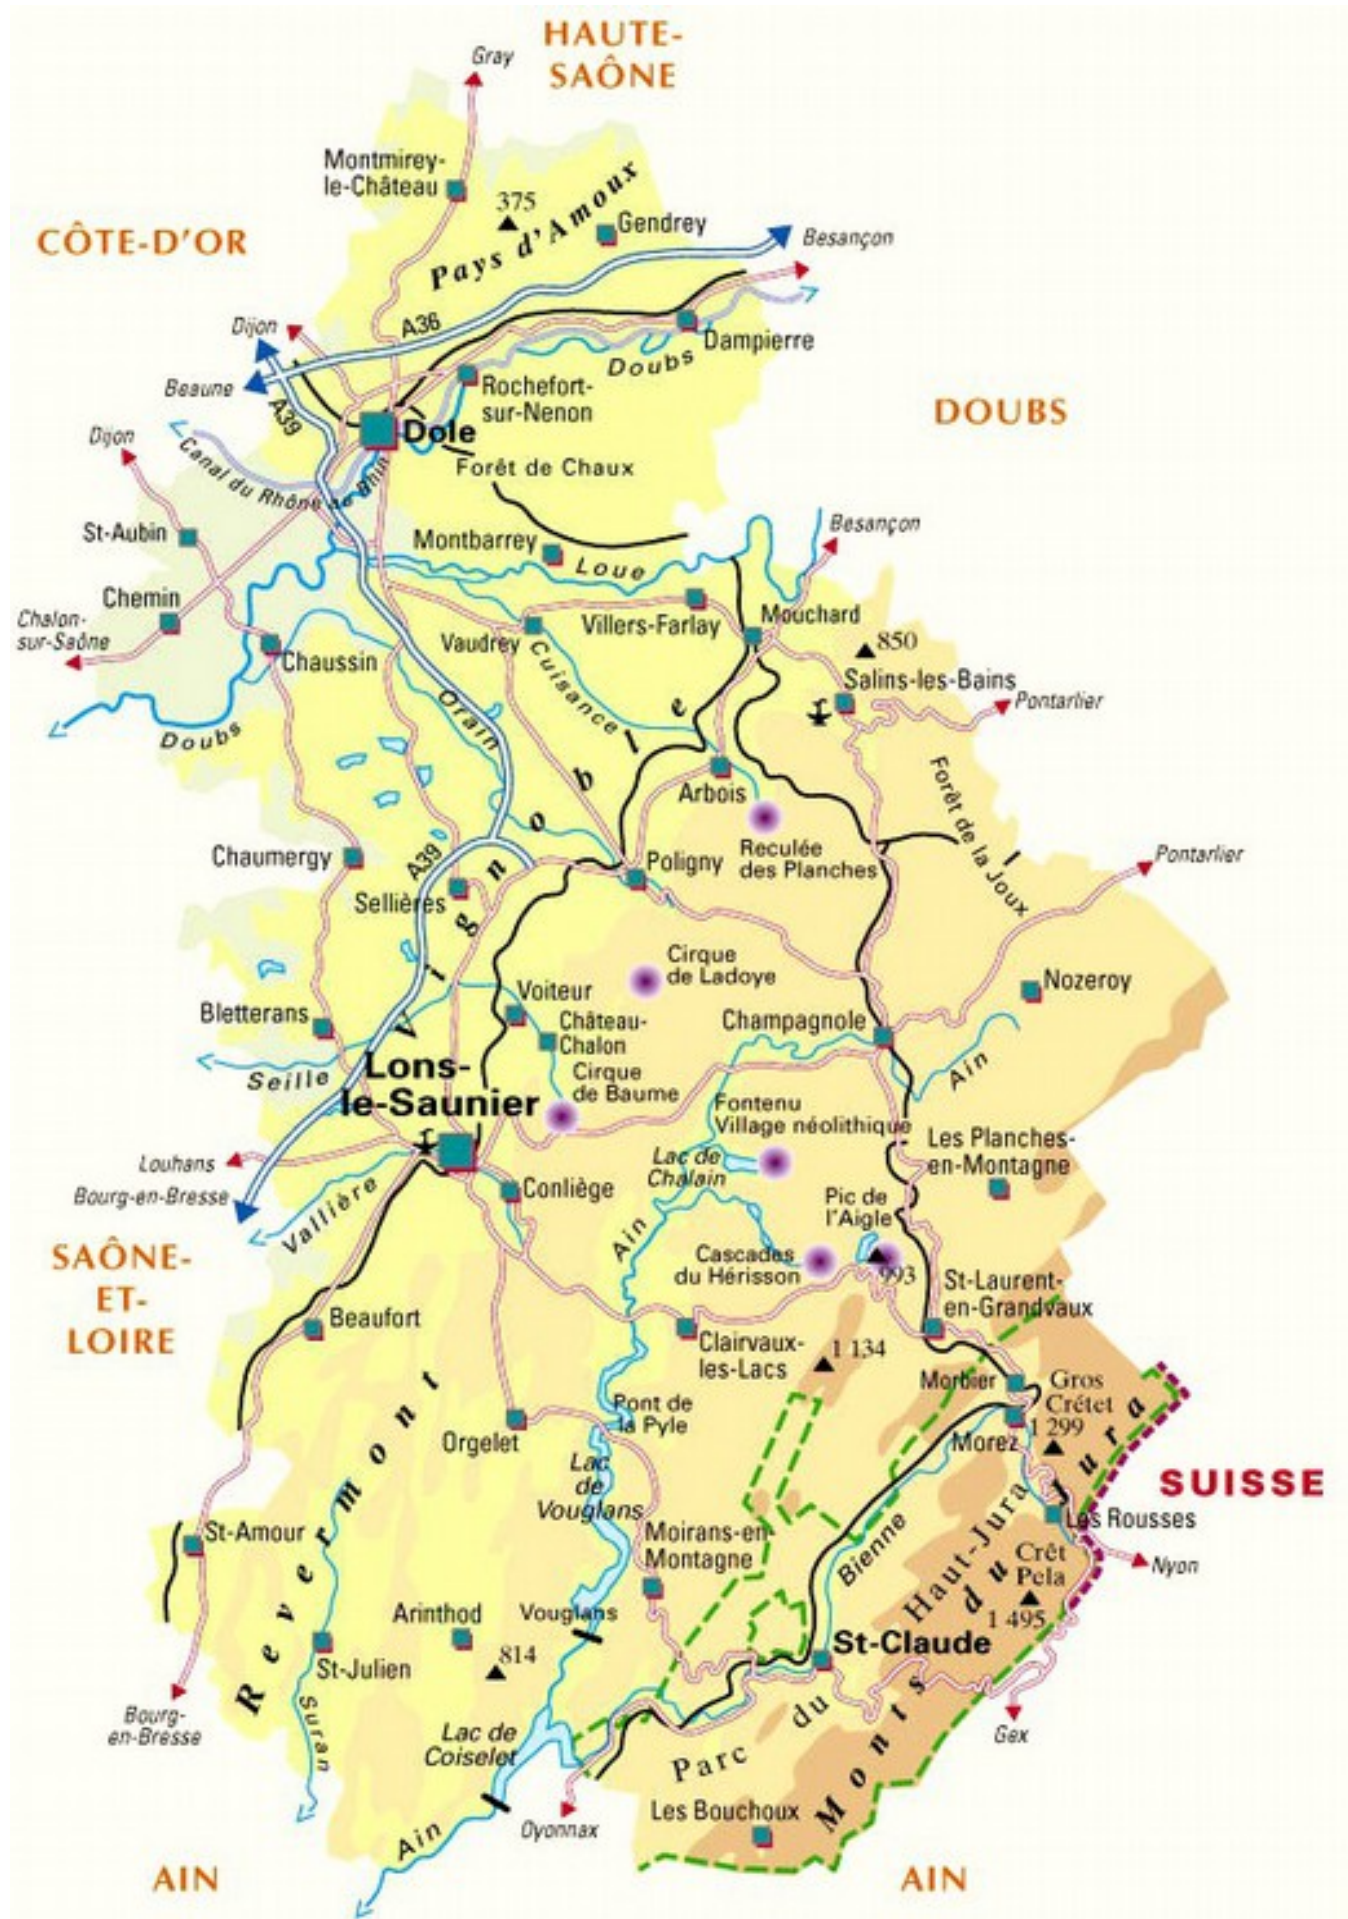 HAUTE-
SAÔNE
Gray
Montmirey-
le-Château
375
Pays d'Amoux
Gendrey
CÔTE-D'OR
Besançon
Dijon
A36
Dampierre
Doubs
Beaune
A39
Rochefort-
sur-Nenon
DOUBS
Dole
Dijon
Canal du Rhône au Rhin
Forêt de Chaux
St-Aubin
Montbarrey
Besançon
Loue
Chemin
Chalon-
sur-Saône
Villers-Farlay
Mouchard
Vaudrey
850
Chaussin
Cuisance
Salins-les-Bains
Pontarlier
Orain
Doubs
Arbois
Forêt de la Joux
Reculée
des Planches
Chaumergy
A39
Poligny
Pontarlier
Sellières
Vignoble
Cirque
de Ladoye
Nozeroy
Voiteur
Bletterans
Château-
Chalon
Champagnole
Ain
Seille
Lons-
le-Saunier
Cirque
de Baume
Fontenu
Village néolithique
Les Planches-
en-Montagne
Louhans
Lac de
Chalain
Bourg-en-Bresse
Vallière
Conliège
Pic de
l'Aigle
Ain
Cascades
du Hérisson
993
SAÔNE-
ET-
LOIRE
St-Laurent-
en-Grandvaux
Beaufort
Clairvaux-
les-Lacs
1 134
Morbier
Gros
Crétet
1 299
Pont de
la Pyle
Orgelet
Morez
Lac
de
Vouglans
SUISSE
Les Rousses
Nyon
St-Amour
Moirans-en-
Montagne
Bienne
Crêt
Pela
1 495
Revermont
Arinthod
Vouglans
St-Claude
814
St-Julien
Suran
Bourg-
en-Bresse
Gex
Lac de
Coiselet
Parc du Haut-Jura
Monts du Jura
Les Bouchoux
Oyonnax
Ain
AIN
AIN